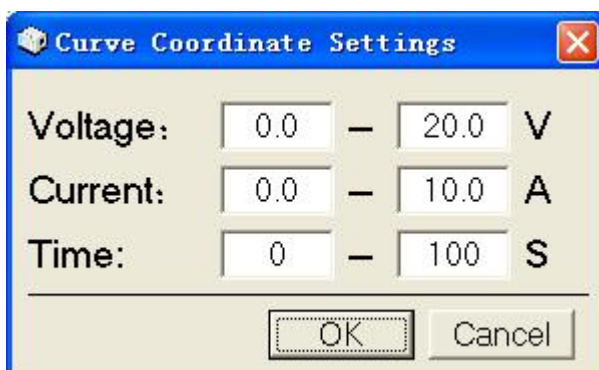 Curve Coordinate Settings
Voltage: 0.0 – 20.0 V
Current: 0.0 – 10.0 A
Time: 0 – 100 S
OK Cancel